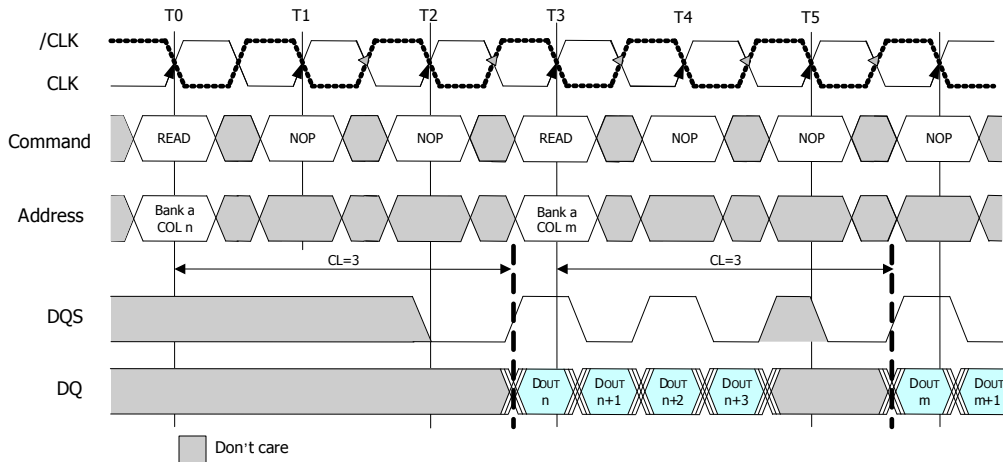 T0 T1 T2 T3 T4 T5
/CLK
CLK
Command READ NOP NOP READ NOP NOP NOP
Address Bank a COL n Bank a COL m
CL=3 CL=3
DQS
DQ DOUT n DOUT n+1 DOUT n+2 DOUT n+3 DOUT m DOUT m+1
Don't care